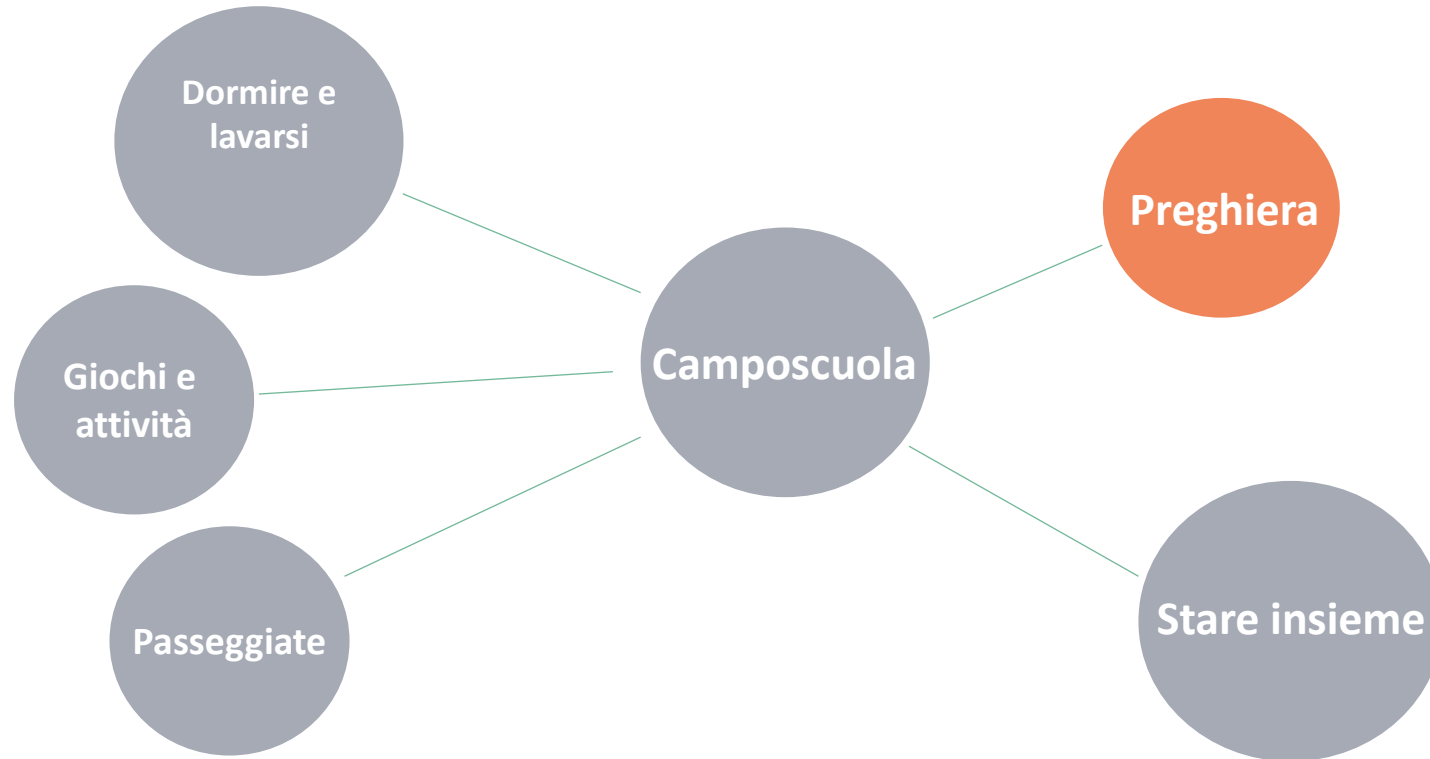 Dormire e
lavarsi
Preghiera
Camposcuola
Giochi e
attività
Passeggiate
Stare insieme